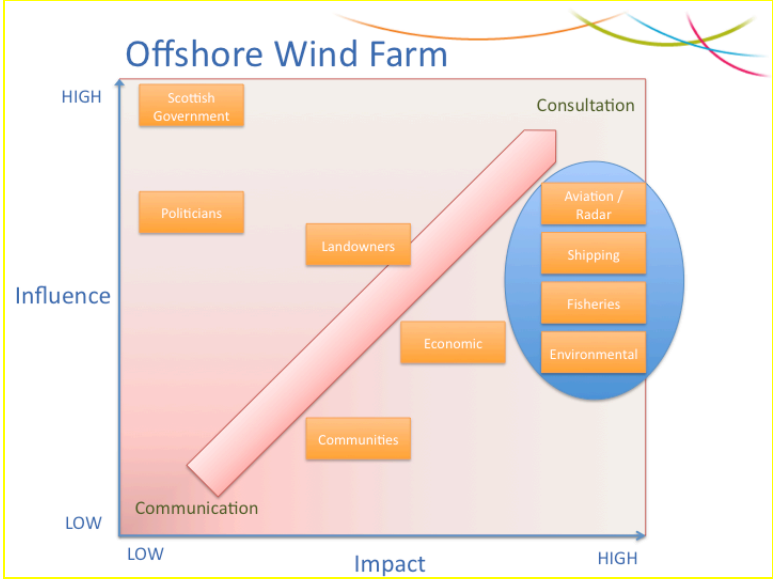 Offshore Wind Farm
HIGH
Scottish
Government
Consultation
Politicians
Aviation /
Radar
Landowners
Shipping
Influence
Fisheries
Economic
Environmental
Communities
Communication
LOW
LOW
Impact
HIGH